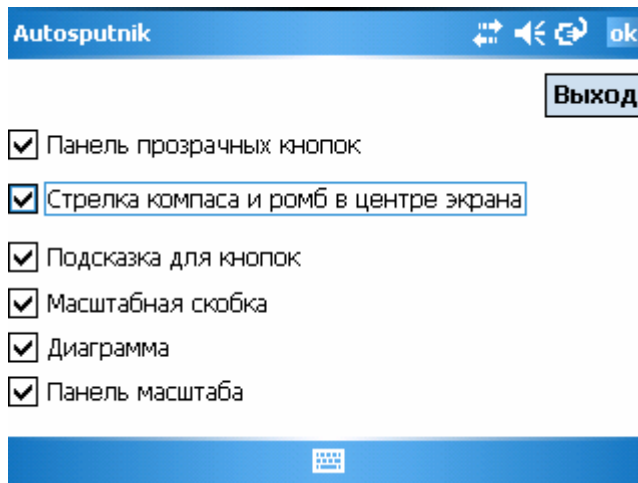 Autosputnik
ok
Выход
Панель прозрачных кнопок
Стрелка компаса и ромб в центре экрана
Подсказка для кнопок
Масштабная скобка
Диаграмма
Панель масштаба